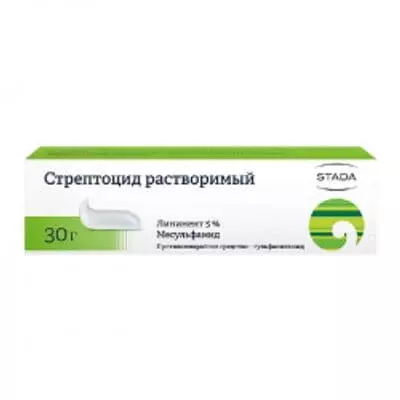 Стрептоцид растворимый
STADA
30 г
Линимент 5 %
Месульфамид
Противомикробное средство - сульфаниламид